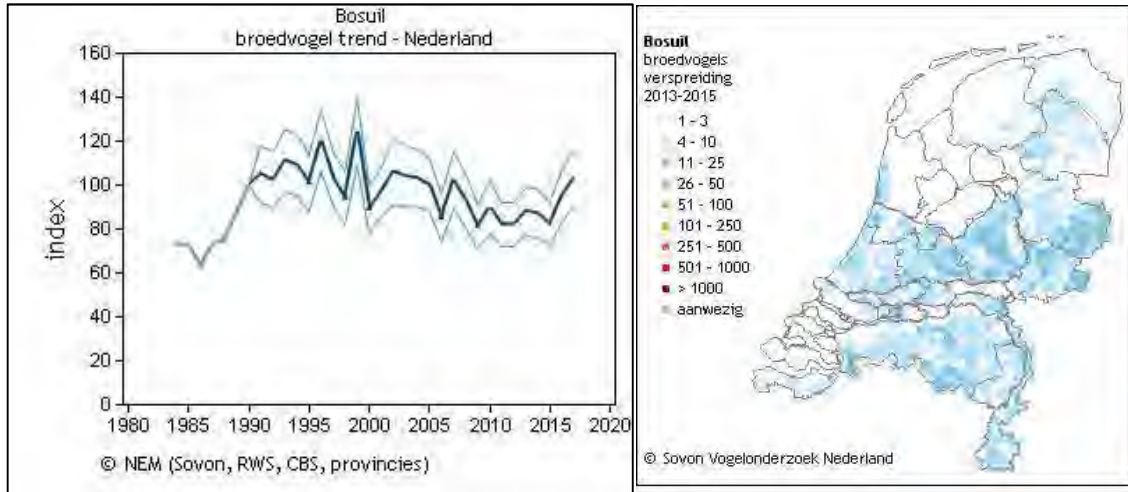 Bosuil
broedvogel trend - Nederland
160
140
120
100
80
60
40
20
0
index
1980 1985 1990 1995 2000 2005 2010 2015 2020
© NEM (Sovon, RWS, CBS, provincies)
Bosuil
broedvogels
verspreiding
2013-2015
1 - 3
4 - 10
11 - 25
26 - 50
51 - 100
101 - 250
251 - 500
501 - 1000
> 1000
aanwezig
© Sovon Vogelonderzoek Nederland